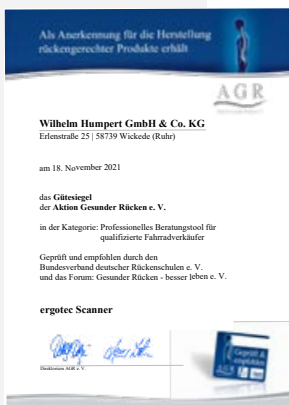 Als Anerkennung für die Herstellung
rückengerechter Produkte erhält
AGR
Wilhelm Humpert GmbH & Co. KG
Erlenstraße 25 | 58739 Wickede (Ruhr)
am 18. November 2021
das Gütesiegel
der Aktion Gesunder Rücken e. V.
in der Kategorie: Professionelles Beratungstool für
qualifizierte Fahrradverkäufer
Geprüft und empfohlen durch den
Bundesverband deutscher Rückenschulen e. V.
und das Forum: Gesunder Rücken - besser leben e. V.
ergotec Scanner
Direktorium AGR e. V.
Geprüft &
empfohlen
AGR